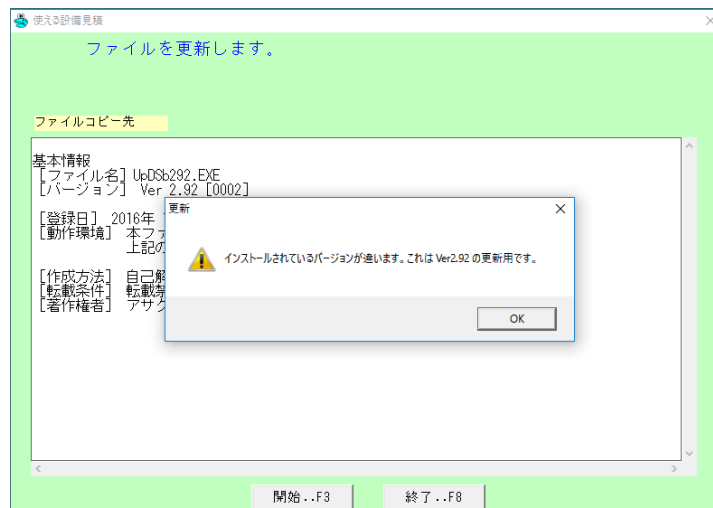 使える設備見積
ファイルを更新します。
ファイルコピー先
基本情報
[ファイル名] UpDSb292.EXE
[バージョン] Ver 2.92 [0002]
[登録日] 2016年
[動作環境] 本ファ
上記の
[作成方法] 自己解
[転載条件] 転載禁
[著作権者] アサク
更新
インストールされているバージョンが違います。これは Ver2.92 の更新用です。
OK
開始..F3
終了..F8